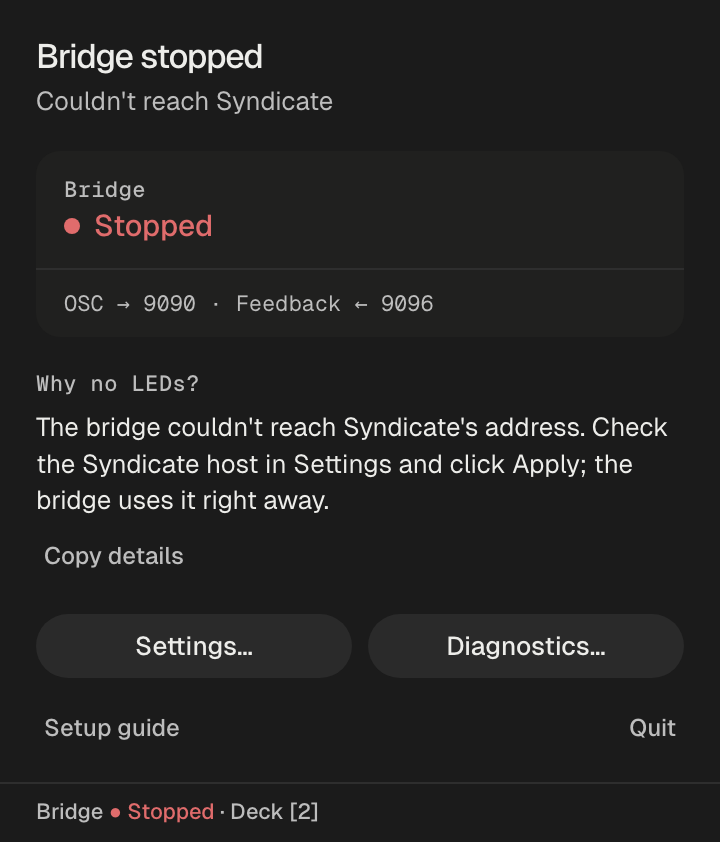 Bridge stopped
Couldn't reach Syndicate
Bridge
Stopped
OSC → 9090 · Feedback ← 9096
Why no LEDs?
The bridge couldn't reach Syndicate's address. Check
the Syndicate host in Settings and click Apply; the
bridge uses it right away.
Copy details
Settings…
Diagnostics…
Setup guide
Quit
Bridge ● Stopped · Deck [2]